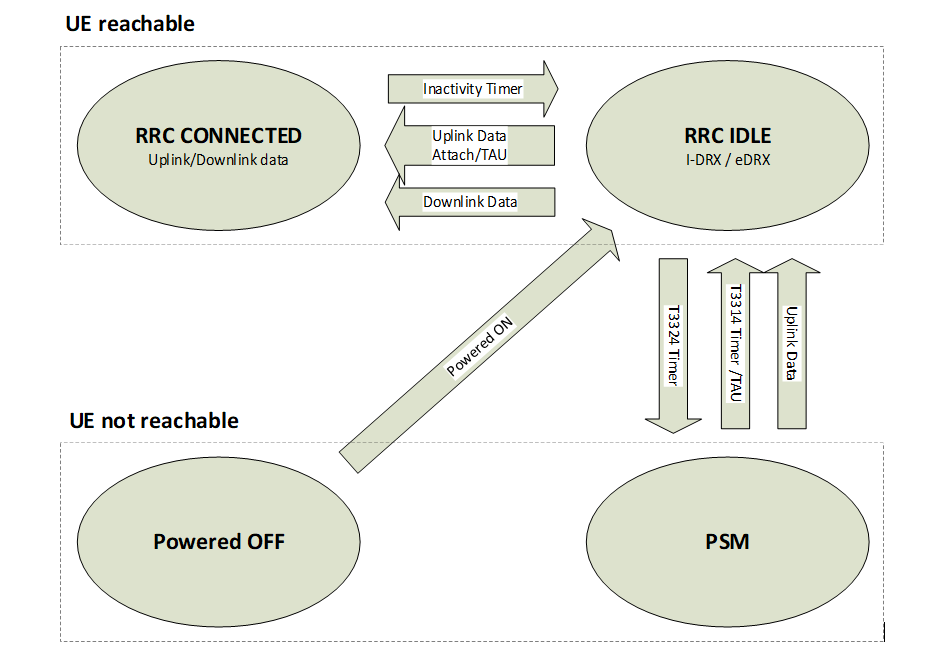 UE reachable
RRC CONNECTED
Uplink/Downlink data
Inactivity Timer
Uplink Data
Attach/TAU
Downlink Data
RRC IDLE
I-DRX / eDRX
Powered ON
T3324 Timer
T3314 Timer /TAU
Uplink Data
UE not reachable
Powered OFF
PSM